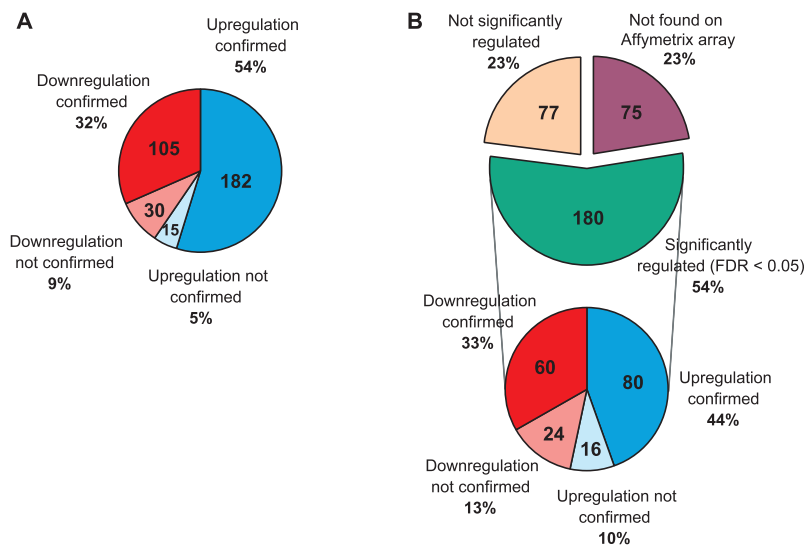 A
Upregulation
confirmed
54%
Downregulation
confirmed
32%
105
182
30
15
Downregulation
not confirmed
9%
Upregulation not
confirmed
5%
B
Not significantly
regulated
23%
Not found on
Affymetrix array
23%
77
75
180
Significantly
regulated (FDR < 0.05)
54%
Downregulation
confirmed
33%
60
80
24
16
Upregulation
confirmed
44%
Downregulation
not confirmed
13%
Upregulation not
confirmed
10%